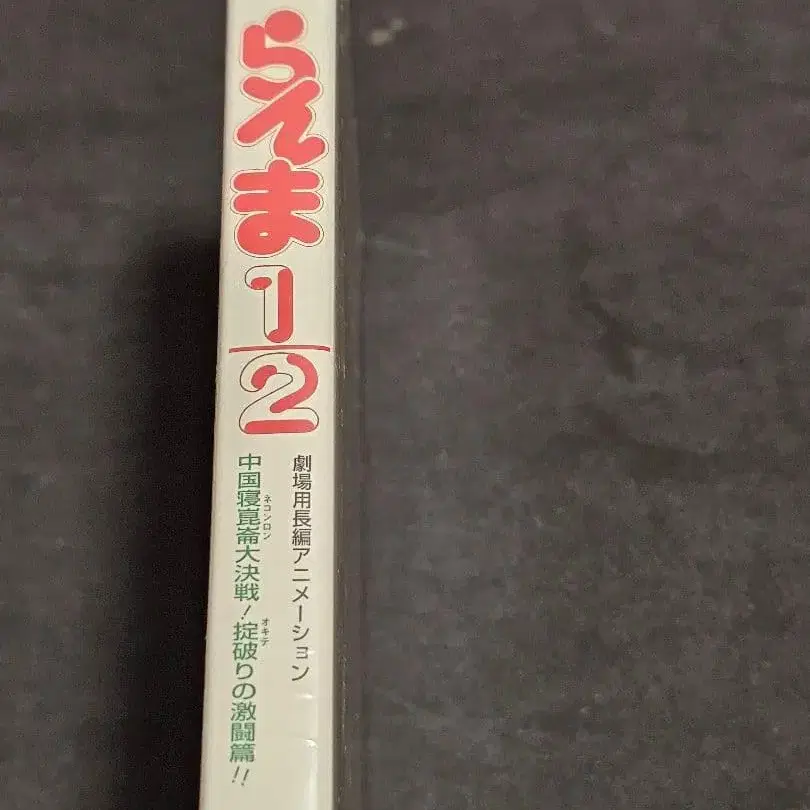 らんま1/2
劇場用長編アニメーション
中国寝崑崙大決戦!掟破りの激闘篇!!
ネコンロン
オキテ